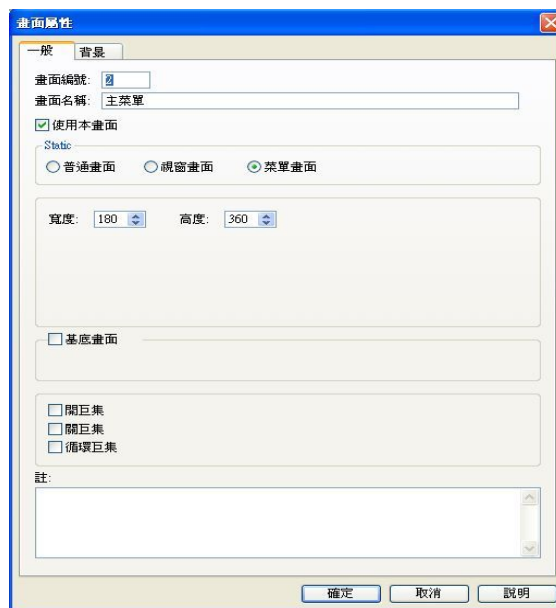 畫面屬性
一般 背景
畫面編號: 2
畫面名稱: 主菜單
使用本畫面
Static
普通畫面 視窗畫面 菜單畫面
寬度: 180 高度: 360
基底畫面
開巨集
關巨集
循環巨集
註:
確定 取消 說明